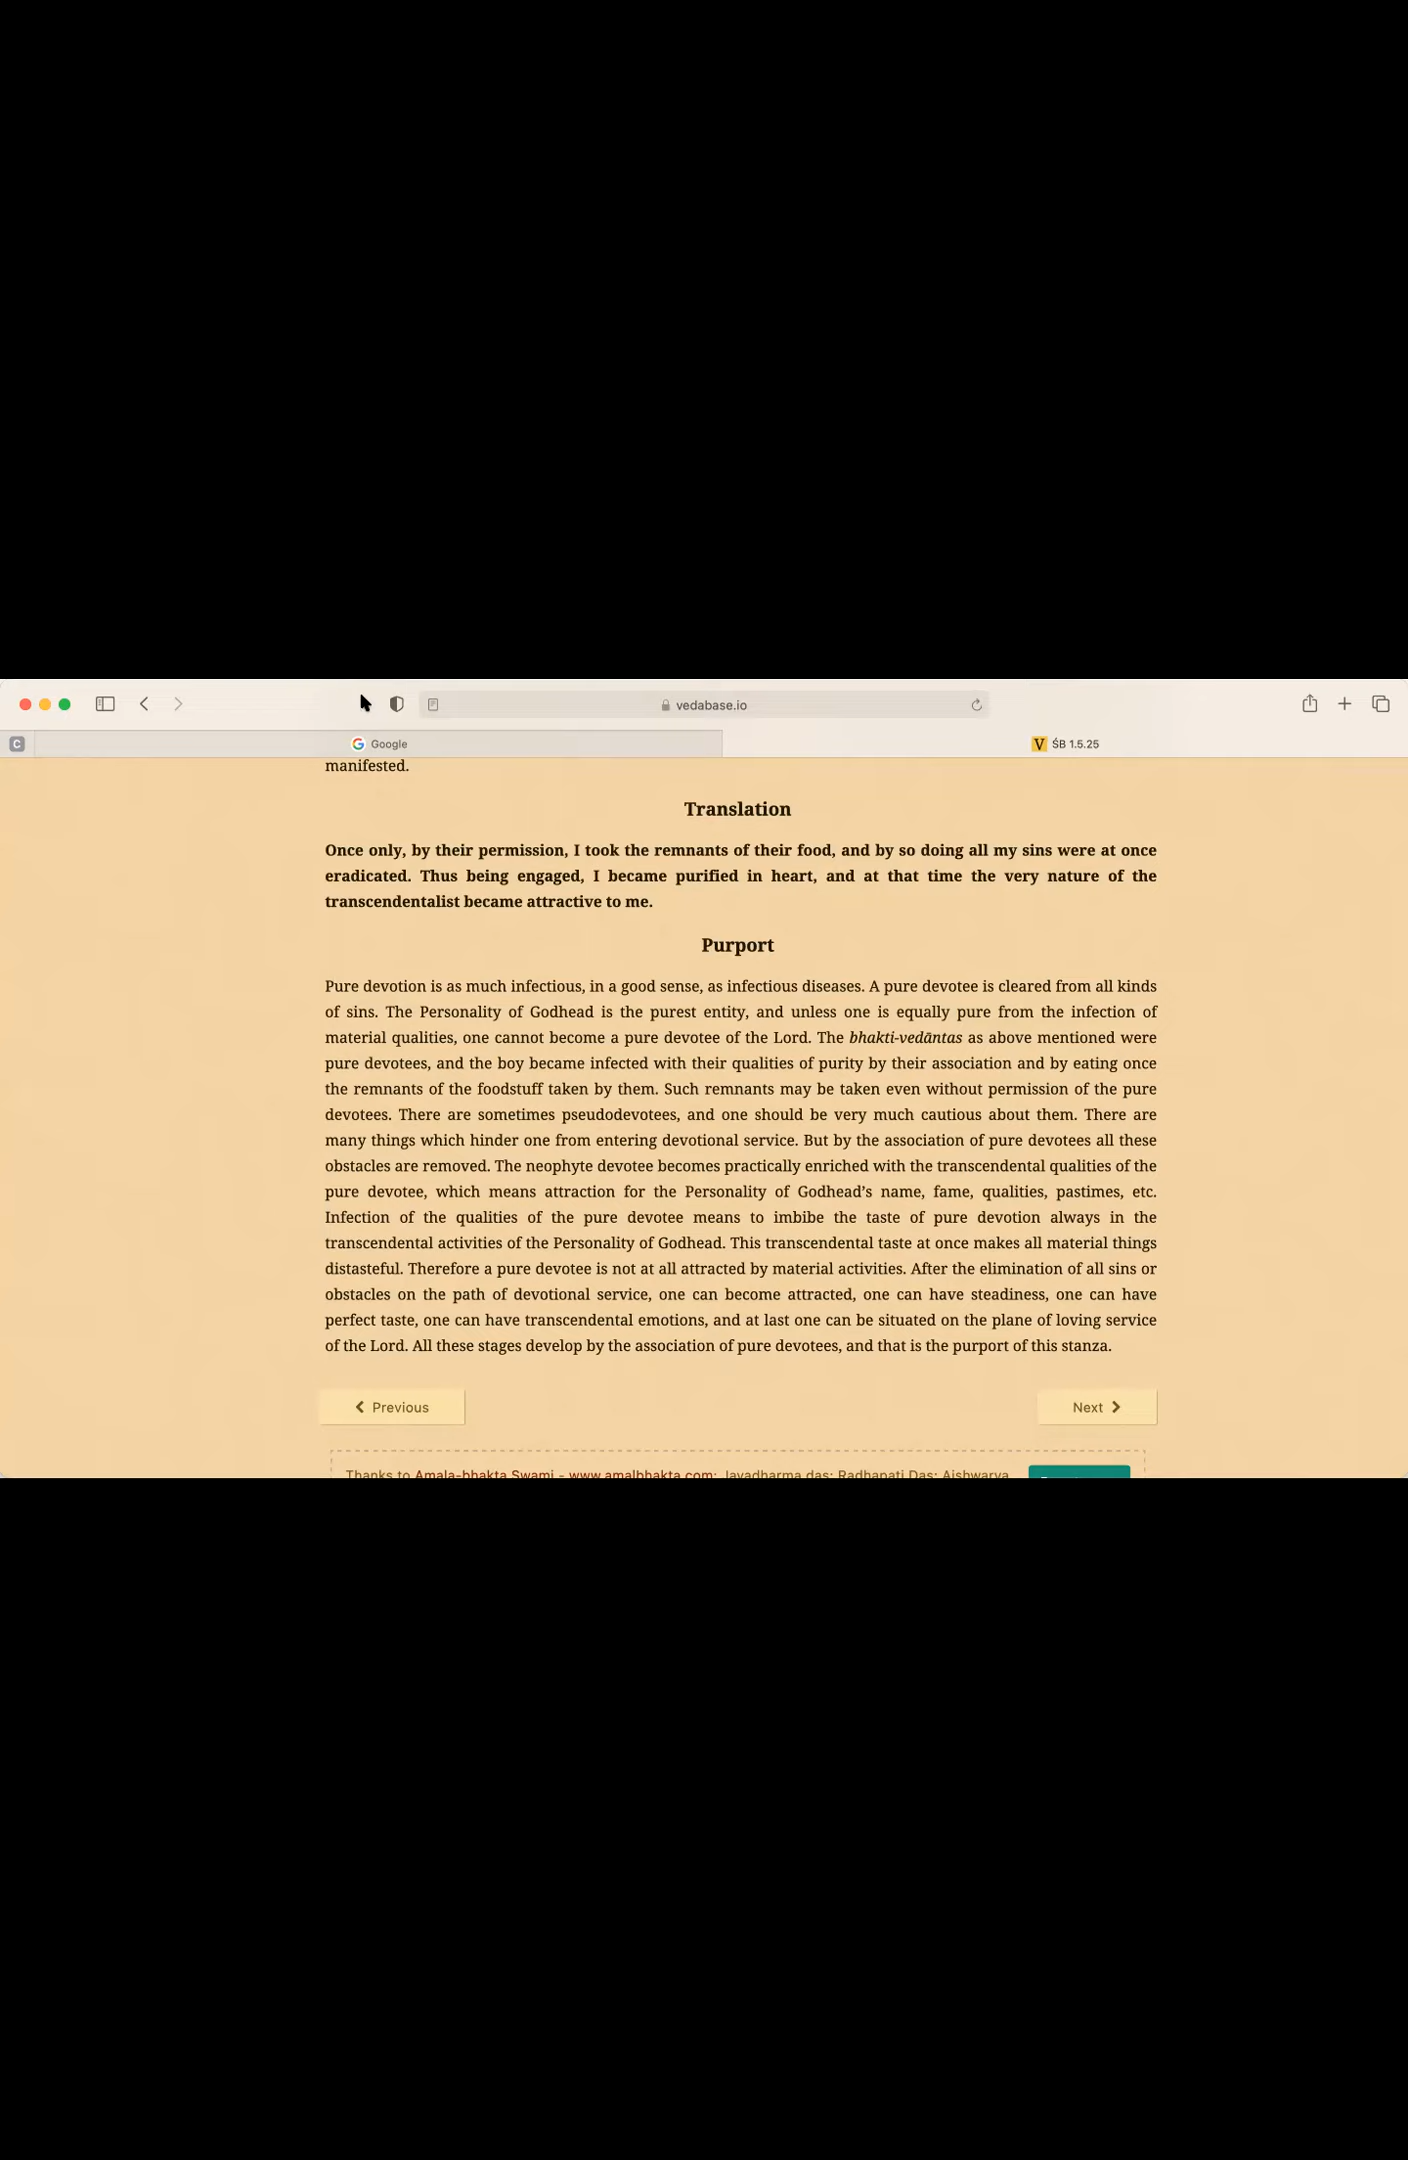 vedabase.io
C
Google
V ŚB 1.5.25
manifested.
Translation
Once only, by their permission, I took the remnants of their food, and by so doing all my sins were at once
eradicated. Thus being engaged, I became purified in heart, and at that time the very nature of the
transcendentalist became attractive to me.
Purport
Pure devotion is as much infectious, in a good sense, as infectious diseases. A pure devotee is cleared from all kinds
of sins. The Personality of Godhead is the purest entity, and unless one is equally pure from the infection of
material qualities, one cannot become a pure devotee of the Lord. The bhakti-vedāntas as above mentioned were
pure devotees, and the boy became infected with their qualities of purity by their association and by eating once
the remnants of the foodstuff taken by them. Such remnants may be taken even without permission of the pure
devotees. There are sometimes pseudodevotees, and one should be very much cautious about them. There are
many things which hinder one from entering devotional service. But by the association of pure devotees all these
obstacles are removed. The neophyte devotee becomes practically enriched with the transcendental qualities of the
pure devotee, which means attraction for the Personality of Godhead’s name, fame, qualities, pastimes, etc.
Infection of the qualities of the pure devotee means to imbibe the taste of pure devotion always in the
transcendental activities of the Personality of Godhead. This transcendental taste at once makes all material things
distasteful. Therefore a pure devotee is not at all attracted by material activities. After the elimination of all sins or
obstacles on the path of devotional service, one can become attracted, one can have steadiness, one can have
perfect taste, one can have transcendental emotions, and at last one can be situated on the plane of loving service
of the Lord. All these stages develop by the association of pure devotees, and that is the purport of this stanza.
Previous
Next
Thanks to Amala-bhakta Swami - www.amalbhakta.com; Jayadharma das; Radhapati Das; Aishwarya